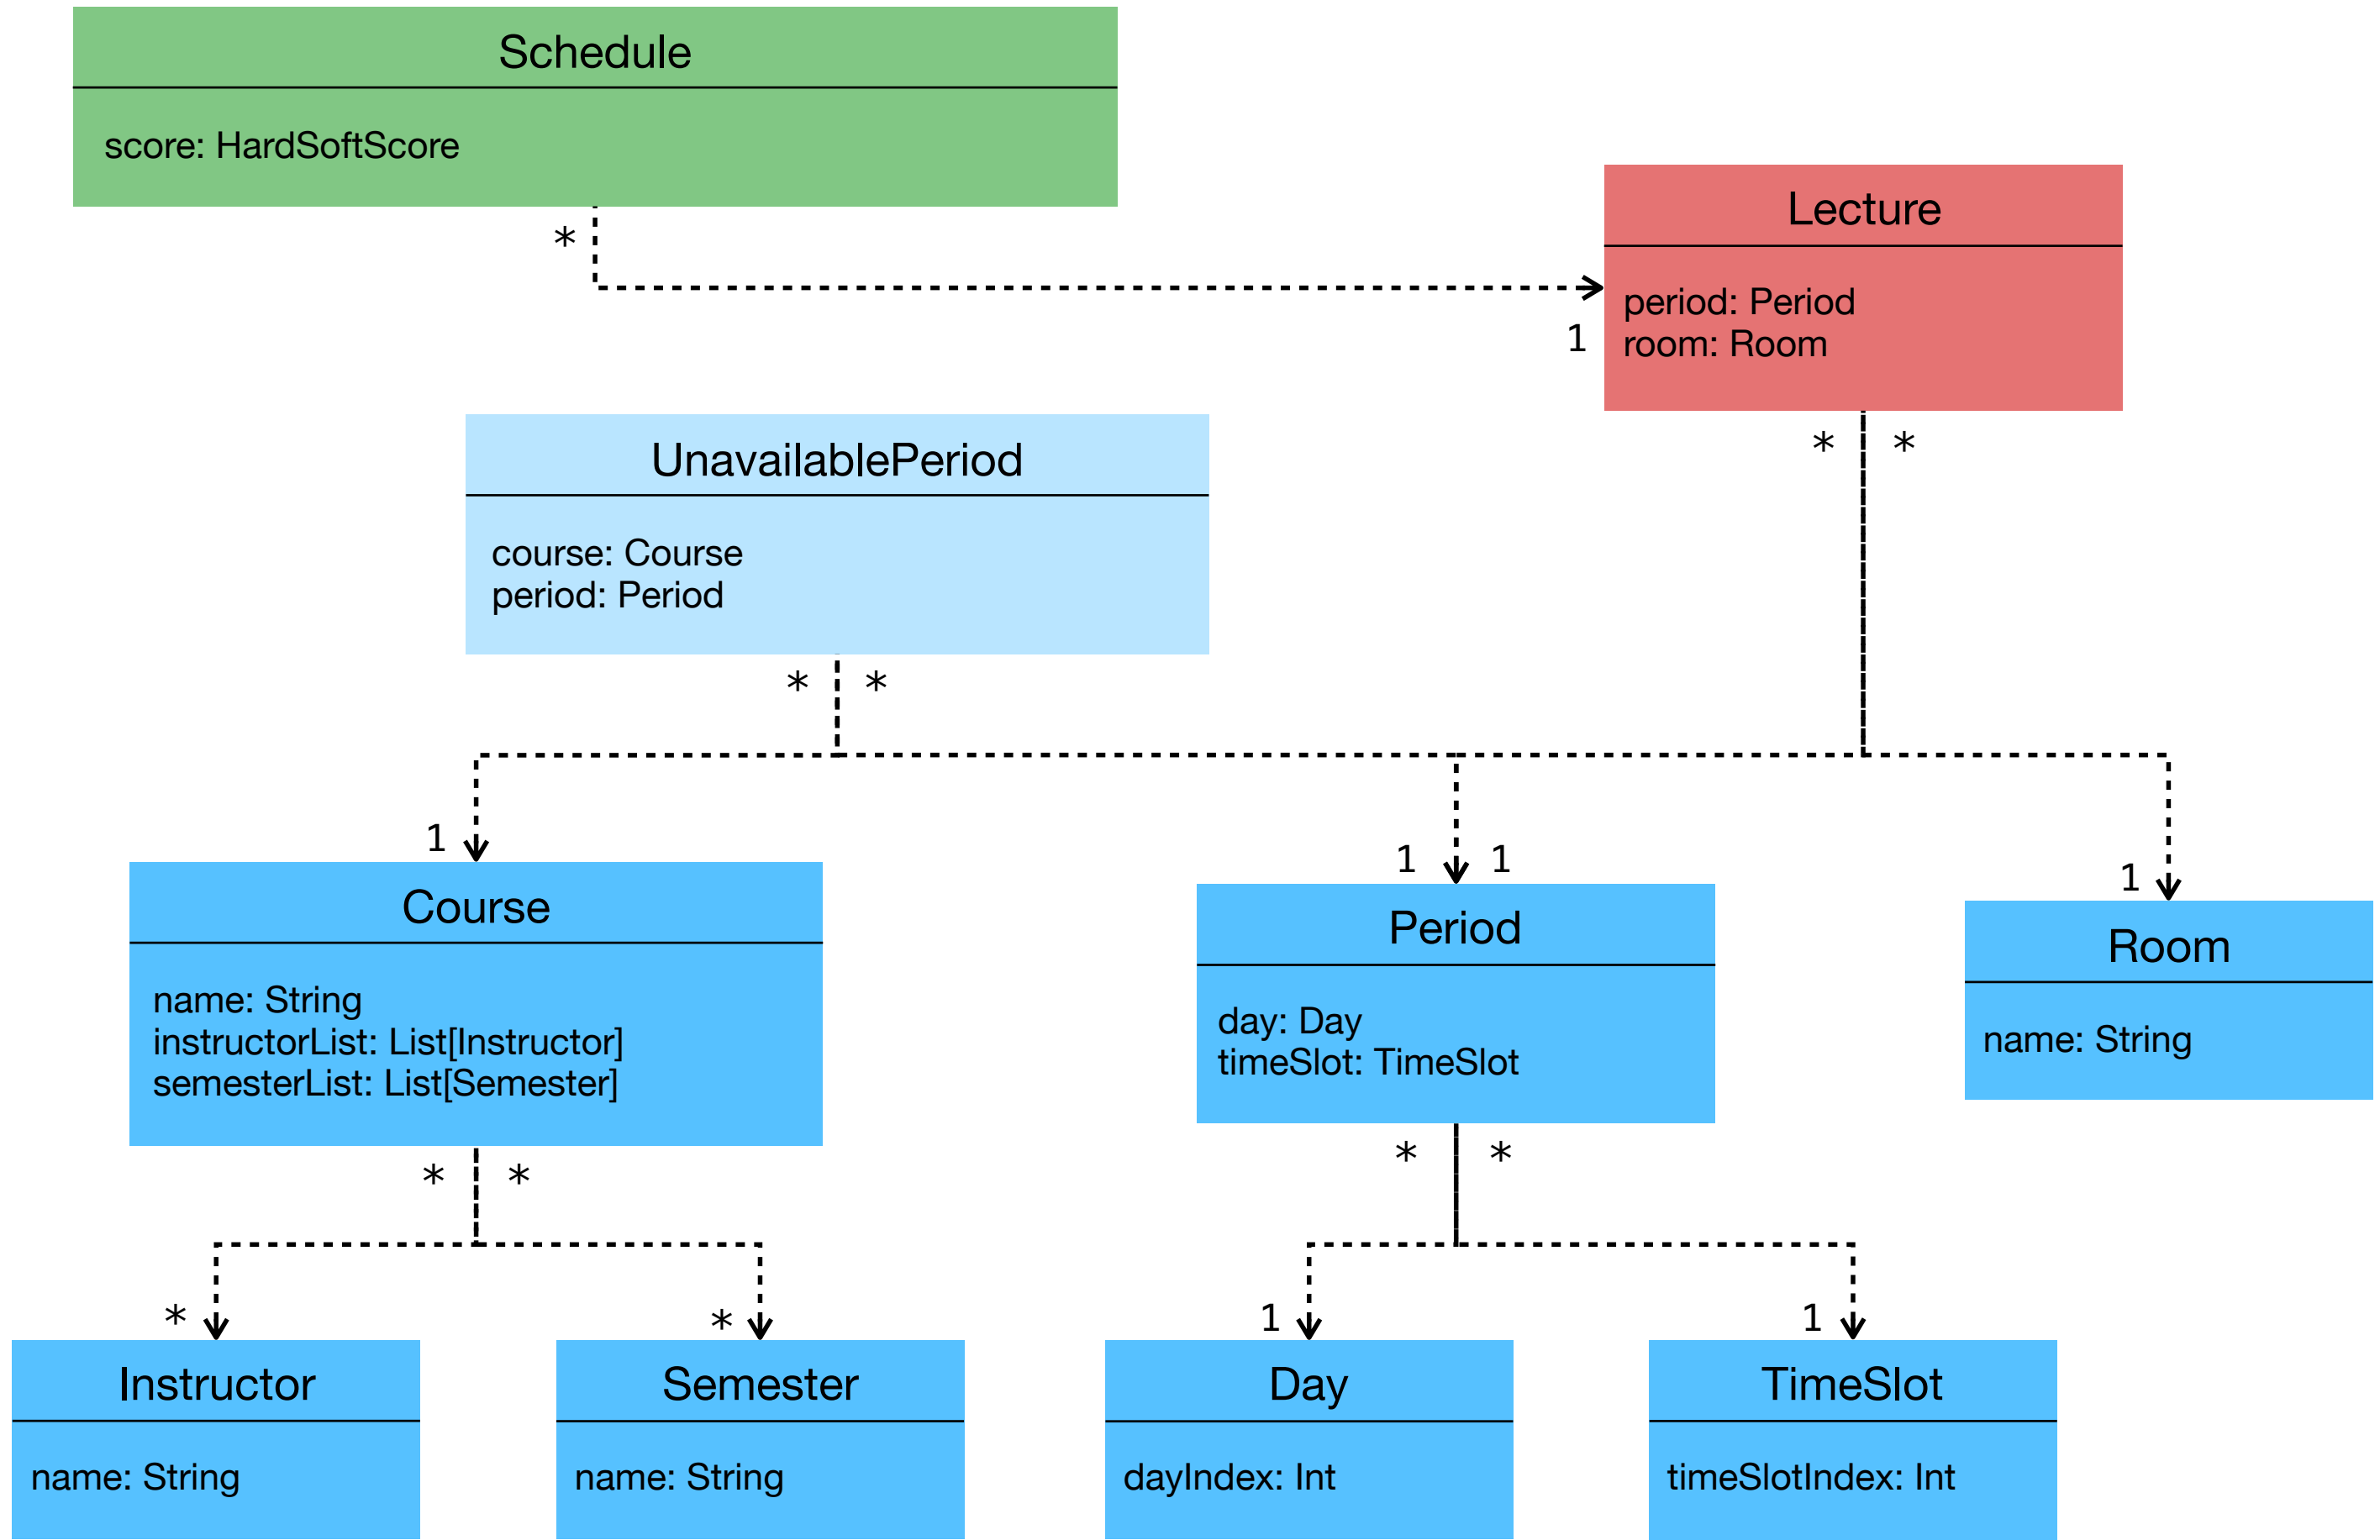 Schedule
score: HardSoftScore
*
1
Lecture
period: Period
room: Room
* *
UnavailablePeriod
course: Course
period: Period
* *
1
1 1
1
Course
name: String
instructorList: List[Instructor]
semesterList: List[Semester]
* *
Period
day: Day
timeSlot: TimeSlot
* *
Room
name: String
*
*
1
1
Instructor
name: String
Semester
name: String
Day
dayIndex: Int
TimeSlot
timeSlotIndex: Int